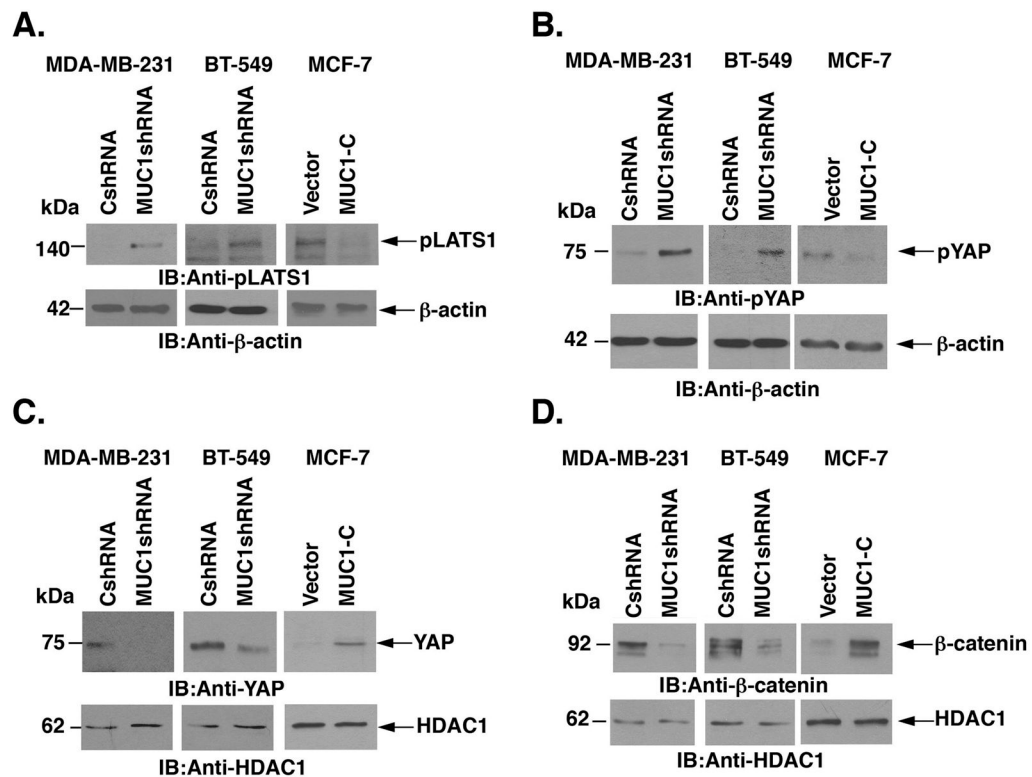 A.
MDA-MB-231 BT-549 MCF-7
CshRNA MUC1shRNA CshRNA MUC1shRNA Vector MUC1-C
kDa
140 pLATS1
IB:Anti-pLATS1
42 β-actin
IB:Anti-β-actin
B.
MDA-MB-231 BT-549 MCF-7
CshRNA MUC1shRNA CshRNA MUC1shRNA Vector MUC1-C
kDa
75 pYAP
IB:Anti-pYAP
42 β-actin
IB:Anti-β-actin
C.
MDA-MB-231 BT-549 MCF-7
CshRNA MUC1shRNA CshRNA MUC1shRNA Vector MUC1-C
kDa
75 YAP
IB:Anti-YAP
62 HDAC1
IB:Anti-HDAC1
D.
MDA-MB-231 BT-549 MCF-7
CshRNA MUC1shRNA CshRNA MUC1shRNA Vector MUC1-C
kDa
92 β-catenin
IB:Anti-β-catenin
62 HDAC1
IB:Anti-HDAC1